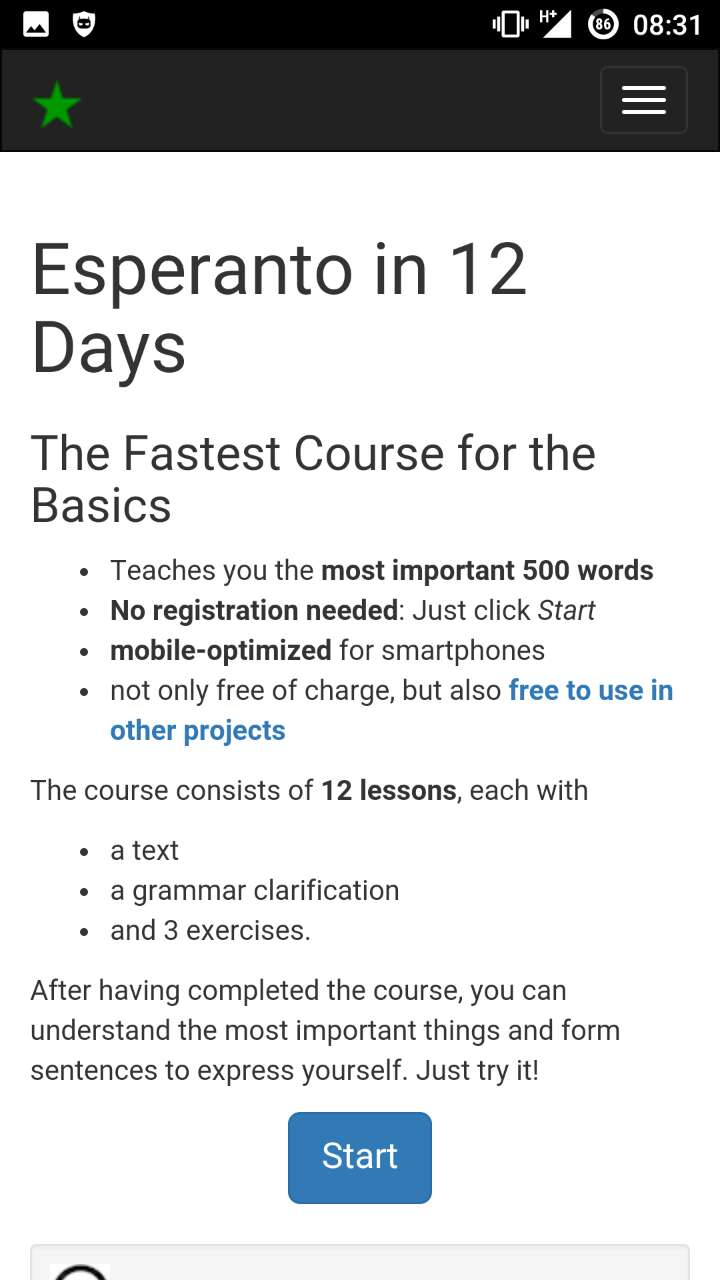 H+ 86 08:31
Esperanto in 12
Days
The Fastest Course for the
Basics
• Teaches you the most important 500 words
• No registration needed: Just click Start
• mobile-optimized for smartphones
• not only free of charge, but also free to use in
other projects
The course consists of 12 lessons, each with
• a text
• a grammar clarification
• and 3 exercises.
After having completed the course, you can
understand the most important things and form
sentences to express yourself. Just try it!
Start